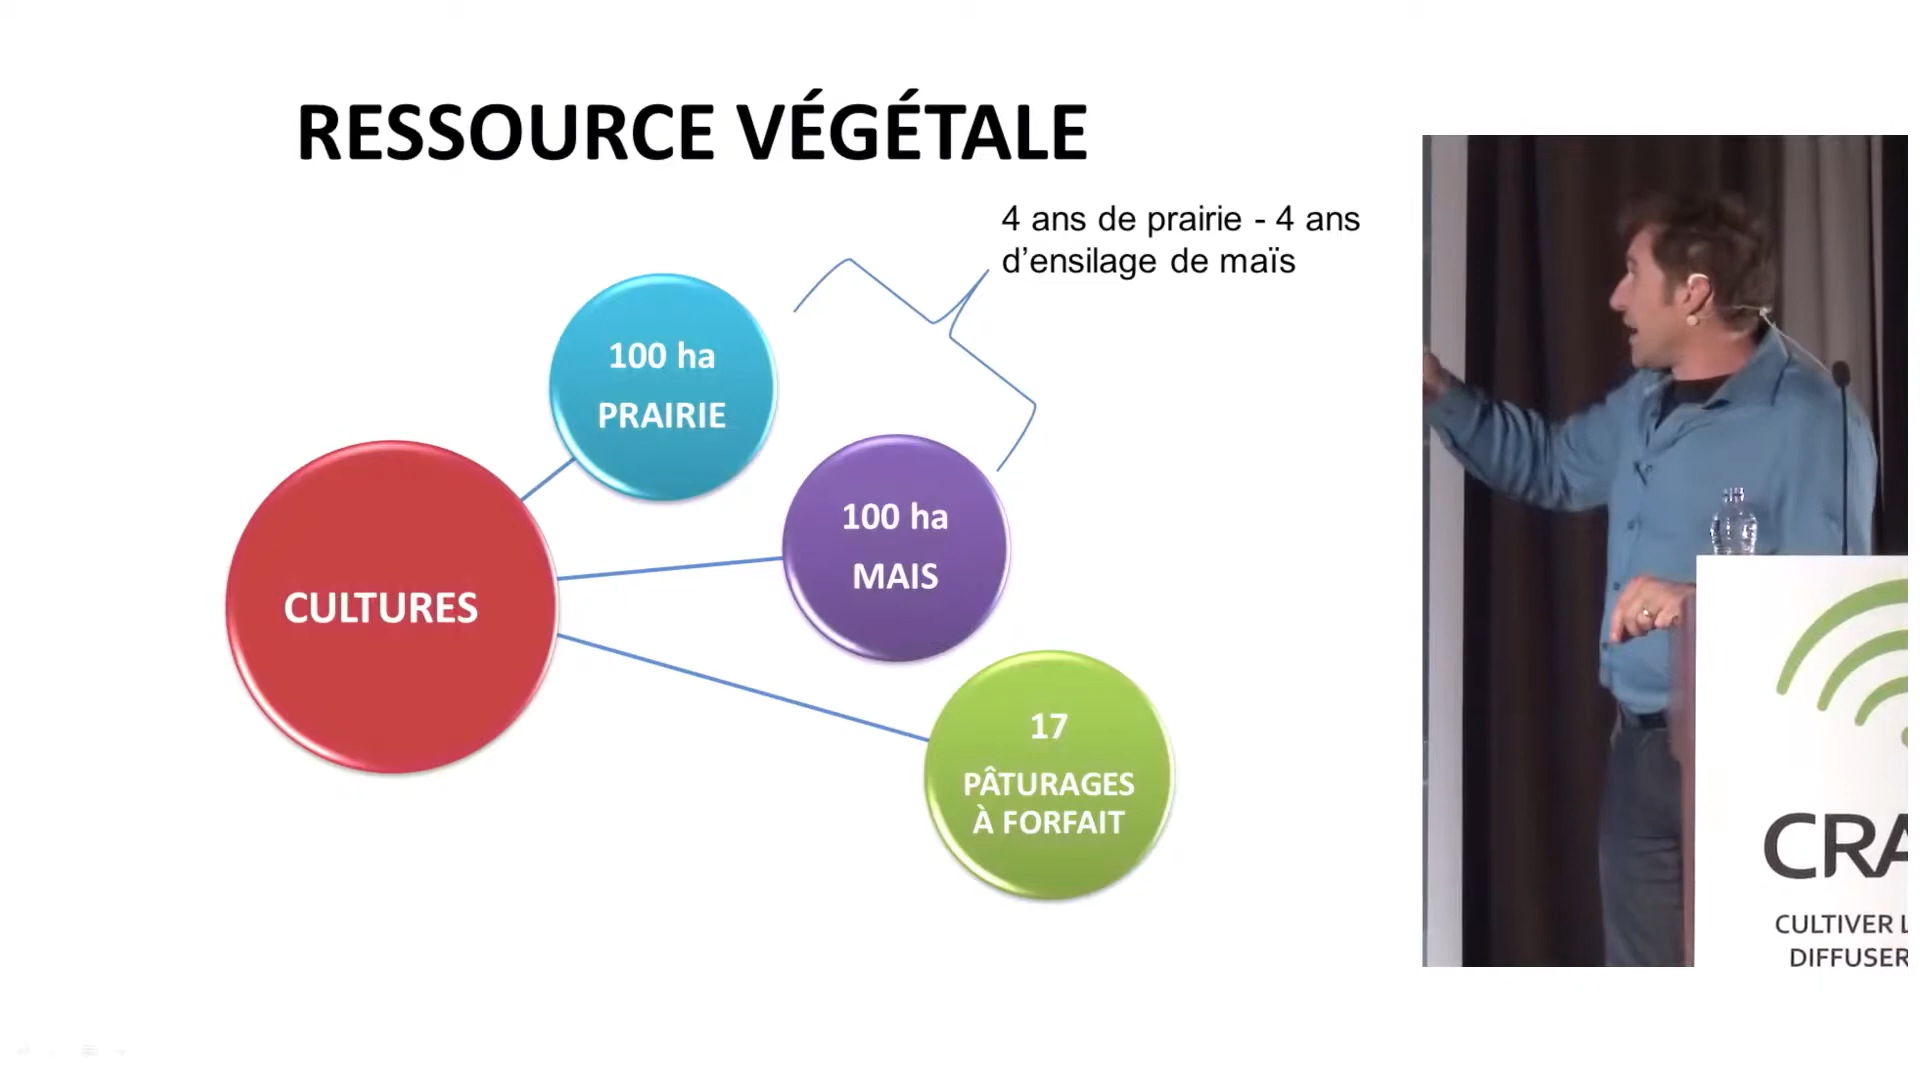 RESSOURCE VÉGÉTALE
4 ans de prairie - 4 ans
d’ensilage de maïs
100 ha
PRAIRIE
100 ha
MAIS
CULTURES
17
PÂTURAGES
À FORFAIT
CRA
CULTIVER L
DIFFUSER